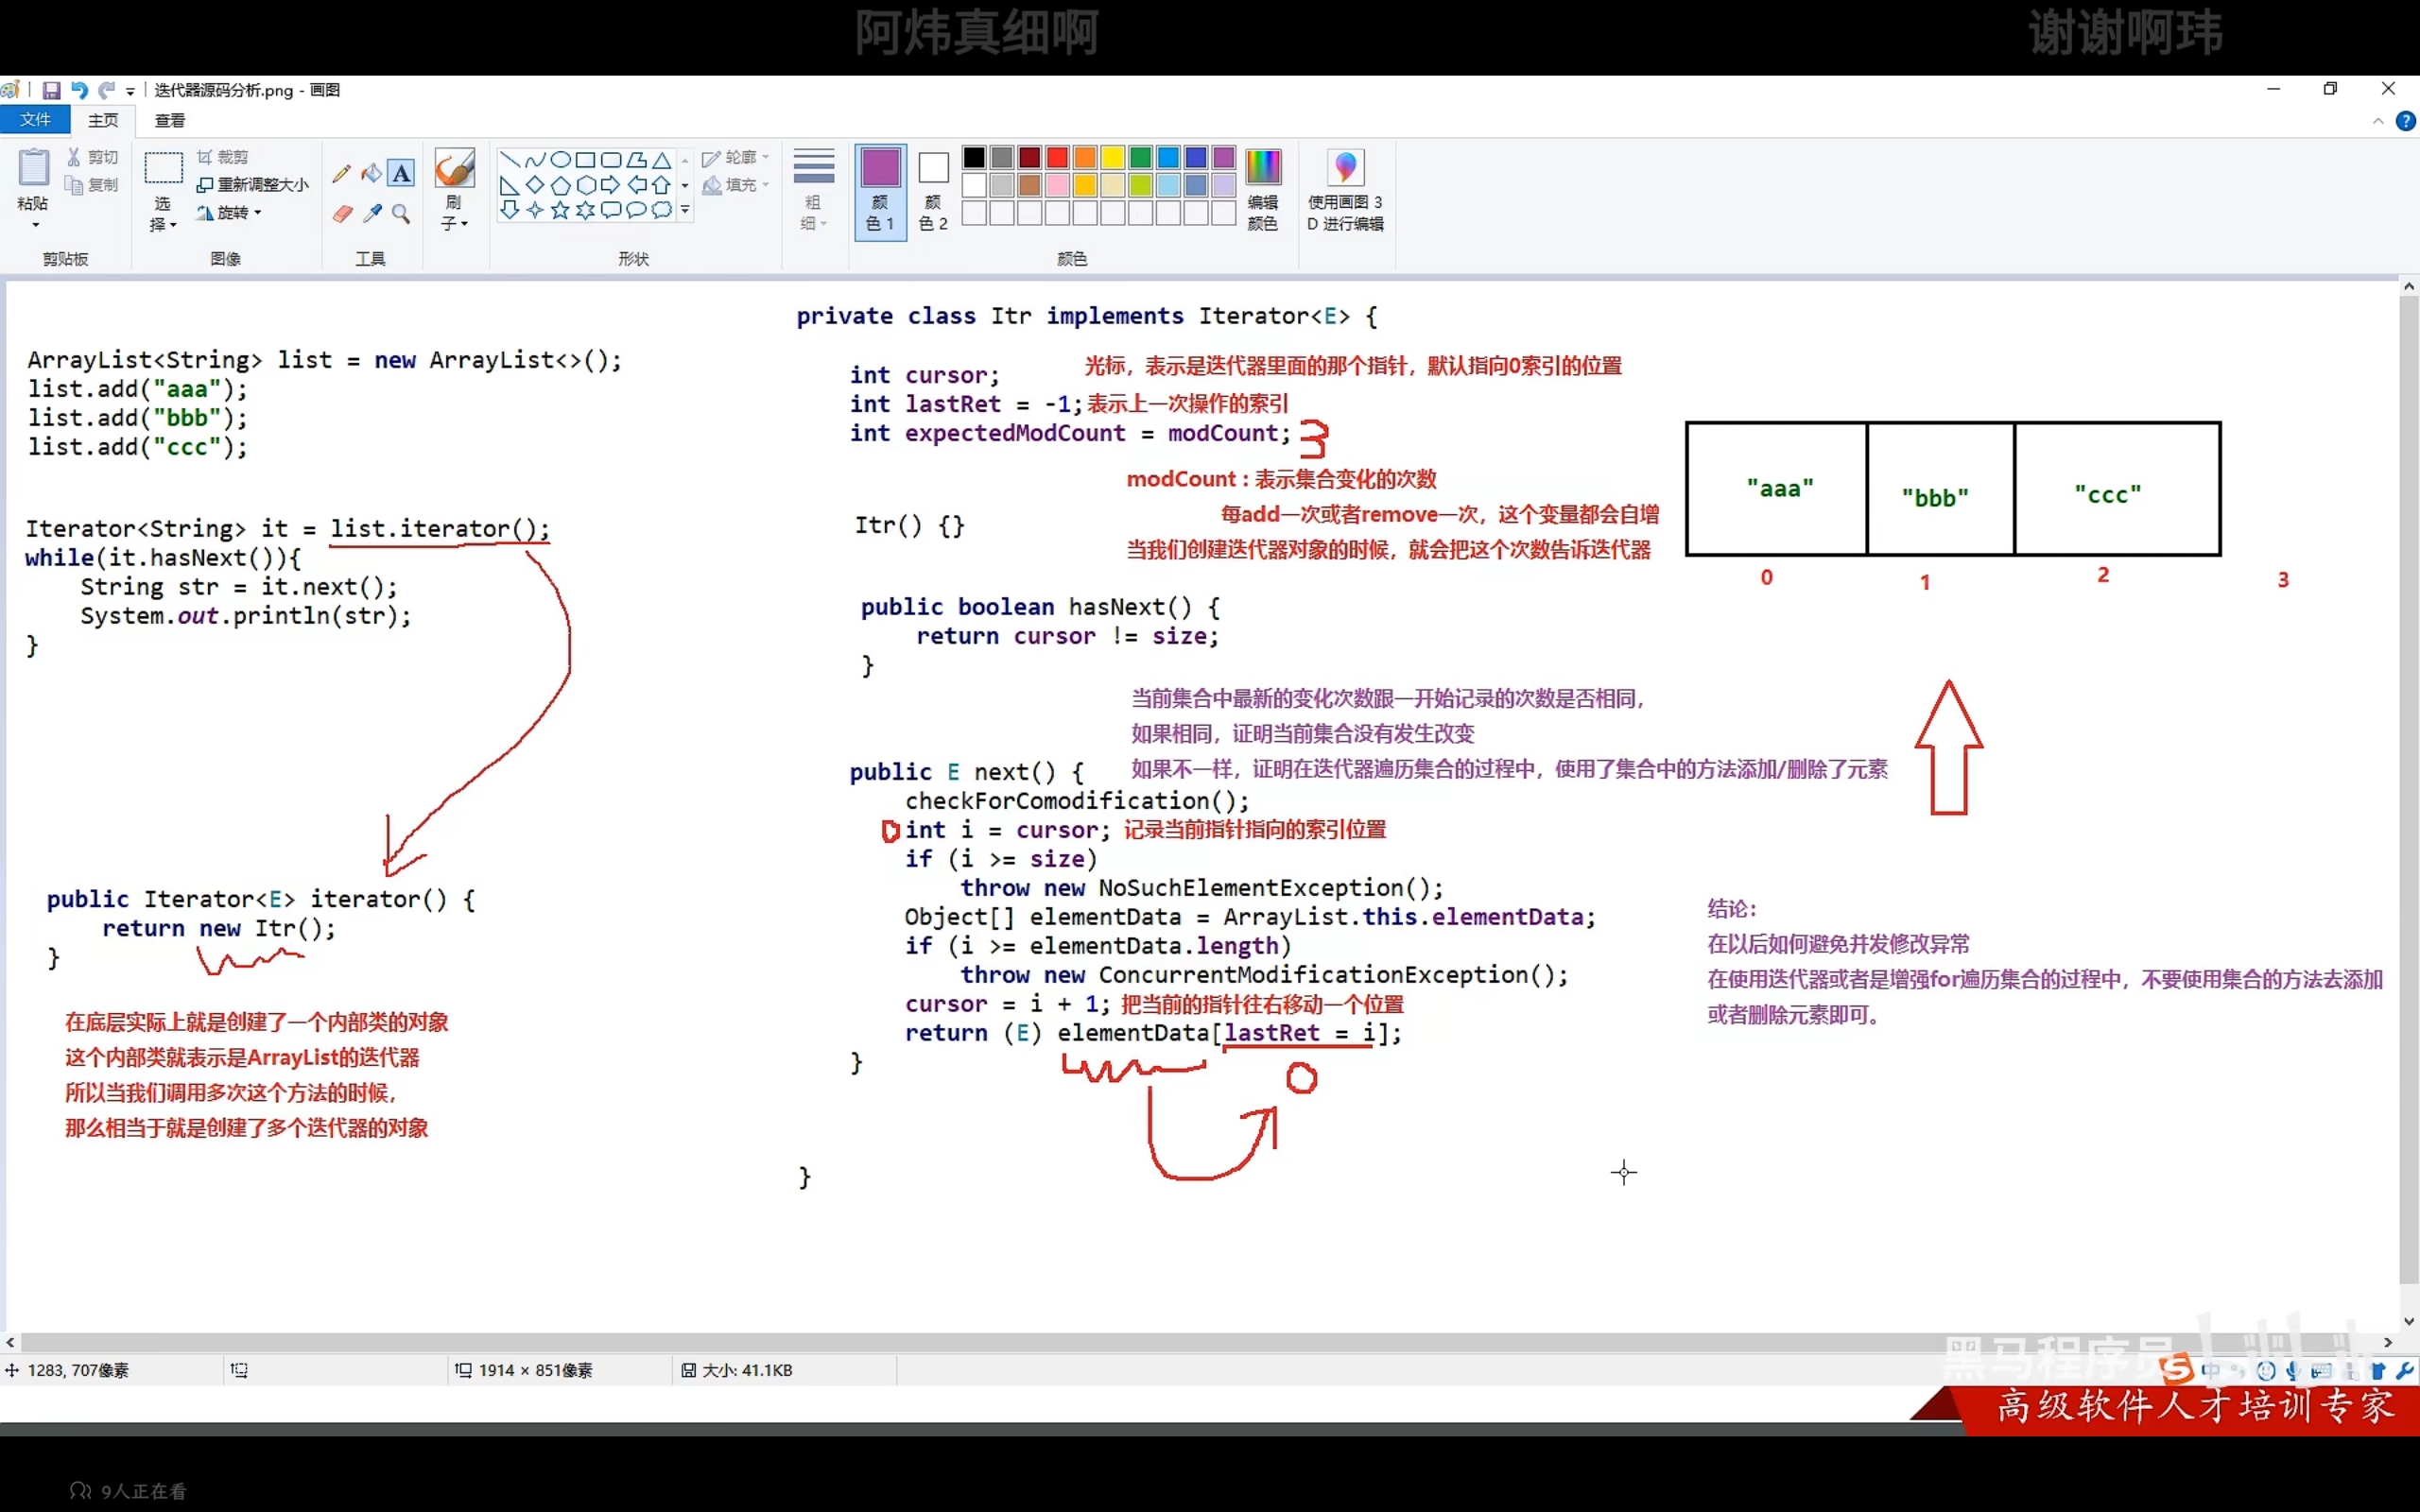 阿炜真细啊
谢谢啊玮
迭代器源码分析.png - 画图
文件 主页 查看
粘贴 剪切 复制 剪贴板
选择 裁剪 重新调整大小 旋转 图像
A 工具
刷子
形状 轮廓 填充
粗细
颜色 1 颜色 2 编辑颜色 颜色
使用画图 3D 进行编辑
ArrayList<String> list = new ArrayList<>();
list.add("aaa");
list.add("bbb");
list.add("ccc");
Iterator<String> it = list.iterator();
while(it.hasNext()){
String str = it.next();
System.out.println(str);
}
public Iterator<E> iterator() {
return new Itr();
}
在底层实际上就是创建了一个内部类的对象
这个内部类就表示是ArrayList的迭代器
所以当我们调用多次这个方法的时候，
那么相当于就是创建了多个迭代器的对象
private class Itr implements Iterator<E> {
int cursor; 光标，表示是迭代器里面的那个指针，默认指向0索引的位置
int lastRet = -1; 表示上一次操作的索引
int expectedModCount = modCount; 3
modCount：表示集合变化的次数
每add一次或者remove一次，这个变量都会自增
Itr() {}
当我们创建迭代器对象的时候，就会把这个次数告诉迭代器
public boolean hasNext() {
return cursor != size;
}
当前集合中最新的变化次数跟一开始记录的次数是否相同，
如果相同，证明当前集合没有发生改变
public E next() { 如果不一样，证明在迭代器遍历集合的过程中，使用了集合中的方法添加/删除了元素
checkForComodification();
0 int i = cursor; 记录当前指针指向的索引位置
if (i >= size)
throw new NoSuchElementException();
Object[] elementData = ArrayList.this.elementData;
if (i >= elementData.length)
throw new ConcurrentModificationException();
cursor = i + 1; 把当前的指针往右移动一个位置
return (E) elementData[lastRet = i];
}
0
}
"aaa" "bbb" "ccc"
0 1 2 3
结论：
在以后如何避免并发修改异常
在使用迭代器或者是增强for遍历集合的过程中，不要使用集合的方法去添加
或者删除元素即可。
1283, 707像素 1914 × 851像素 大小: 41.1KB
黑马程序员
高级软件人才培训专家
9人正在看